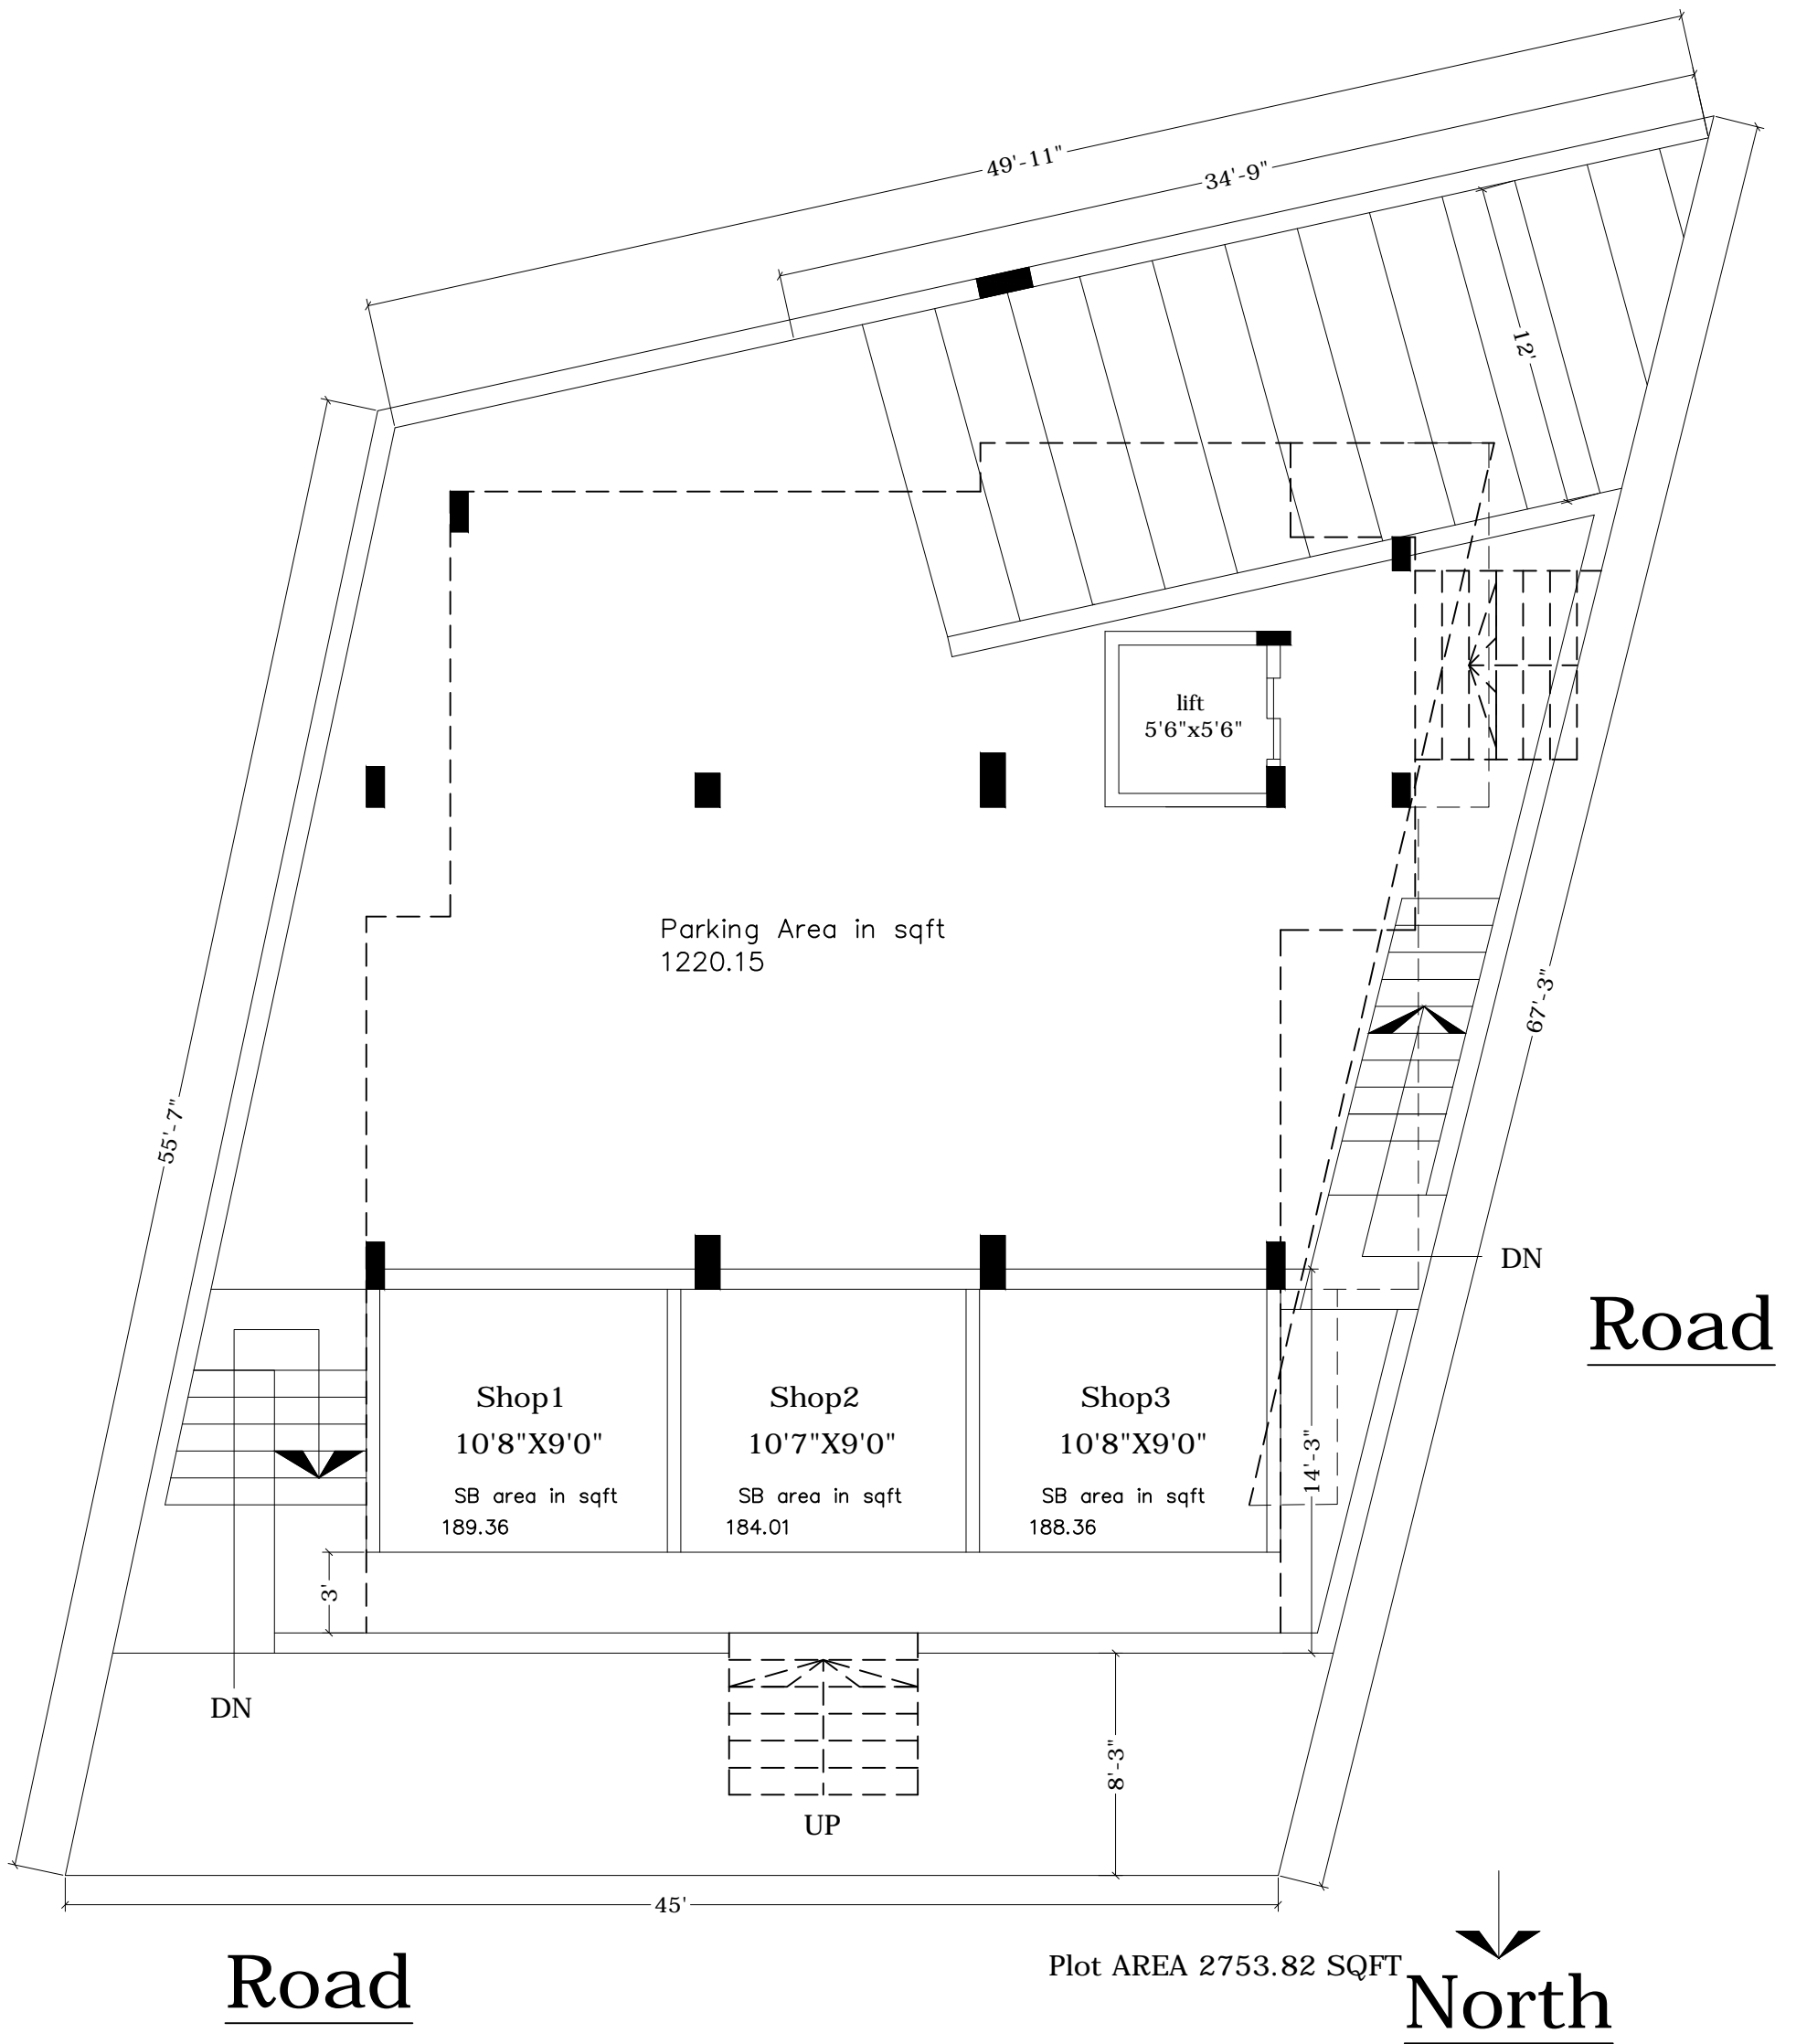 49'-11"
34'-9"
12'
lift
5'6"x5'6"
Parking Area in sqft
1220.15
67'-3"
55'-7"
DN
Road
Shop1
10'8"X9'0"
SB area in sqft
189.36
Shop2
10'7"X9'0"
SB area in sqft
184.01
Shop3
10'8"X9'0"
SB area in sqft
188.36
14'-3"
3'
DN
8'-3"
UP
45'
Road
Plot AREA 2753.82 SQFT
North